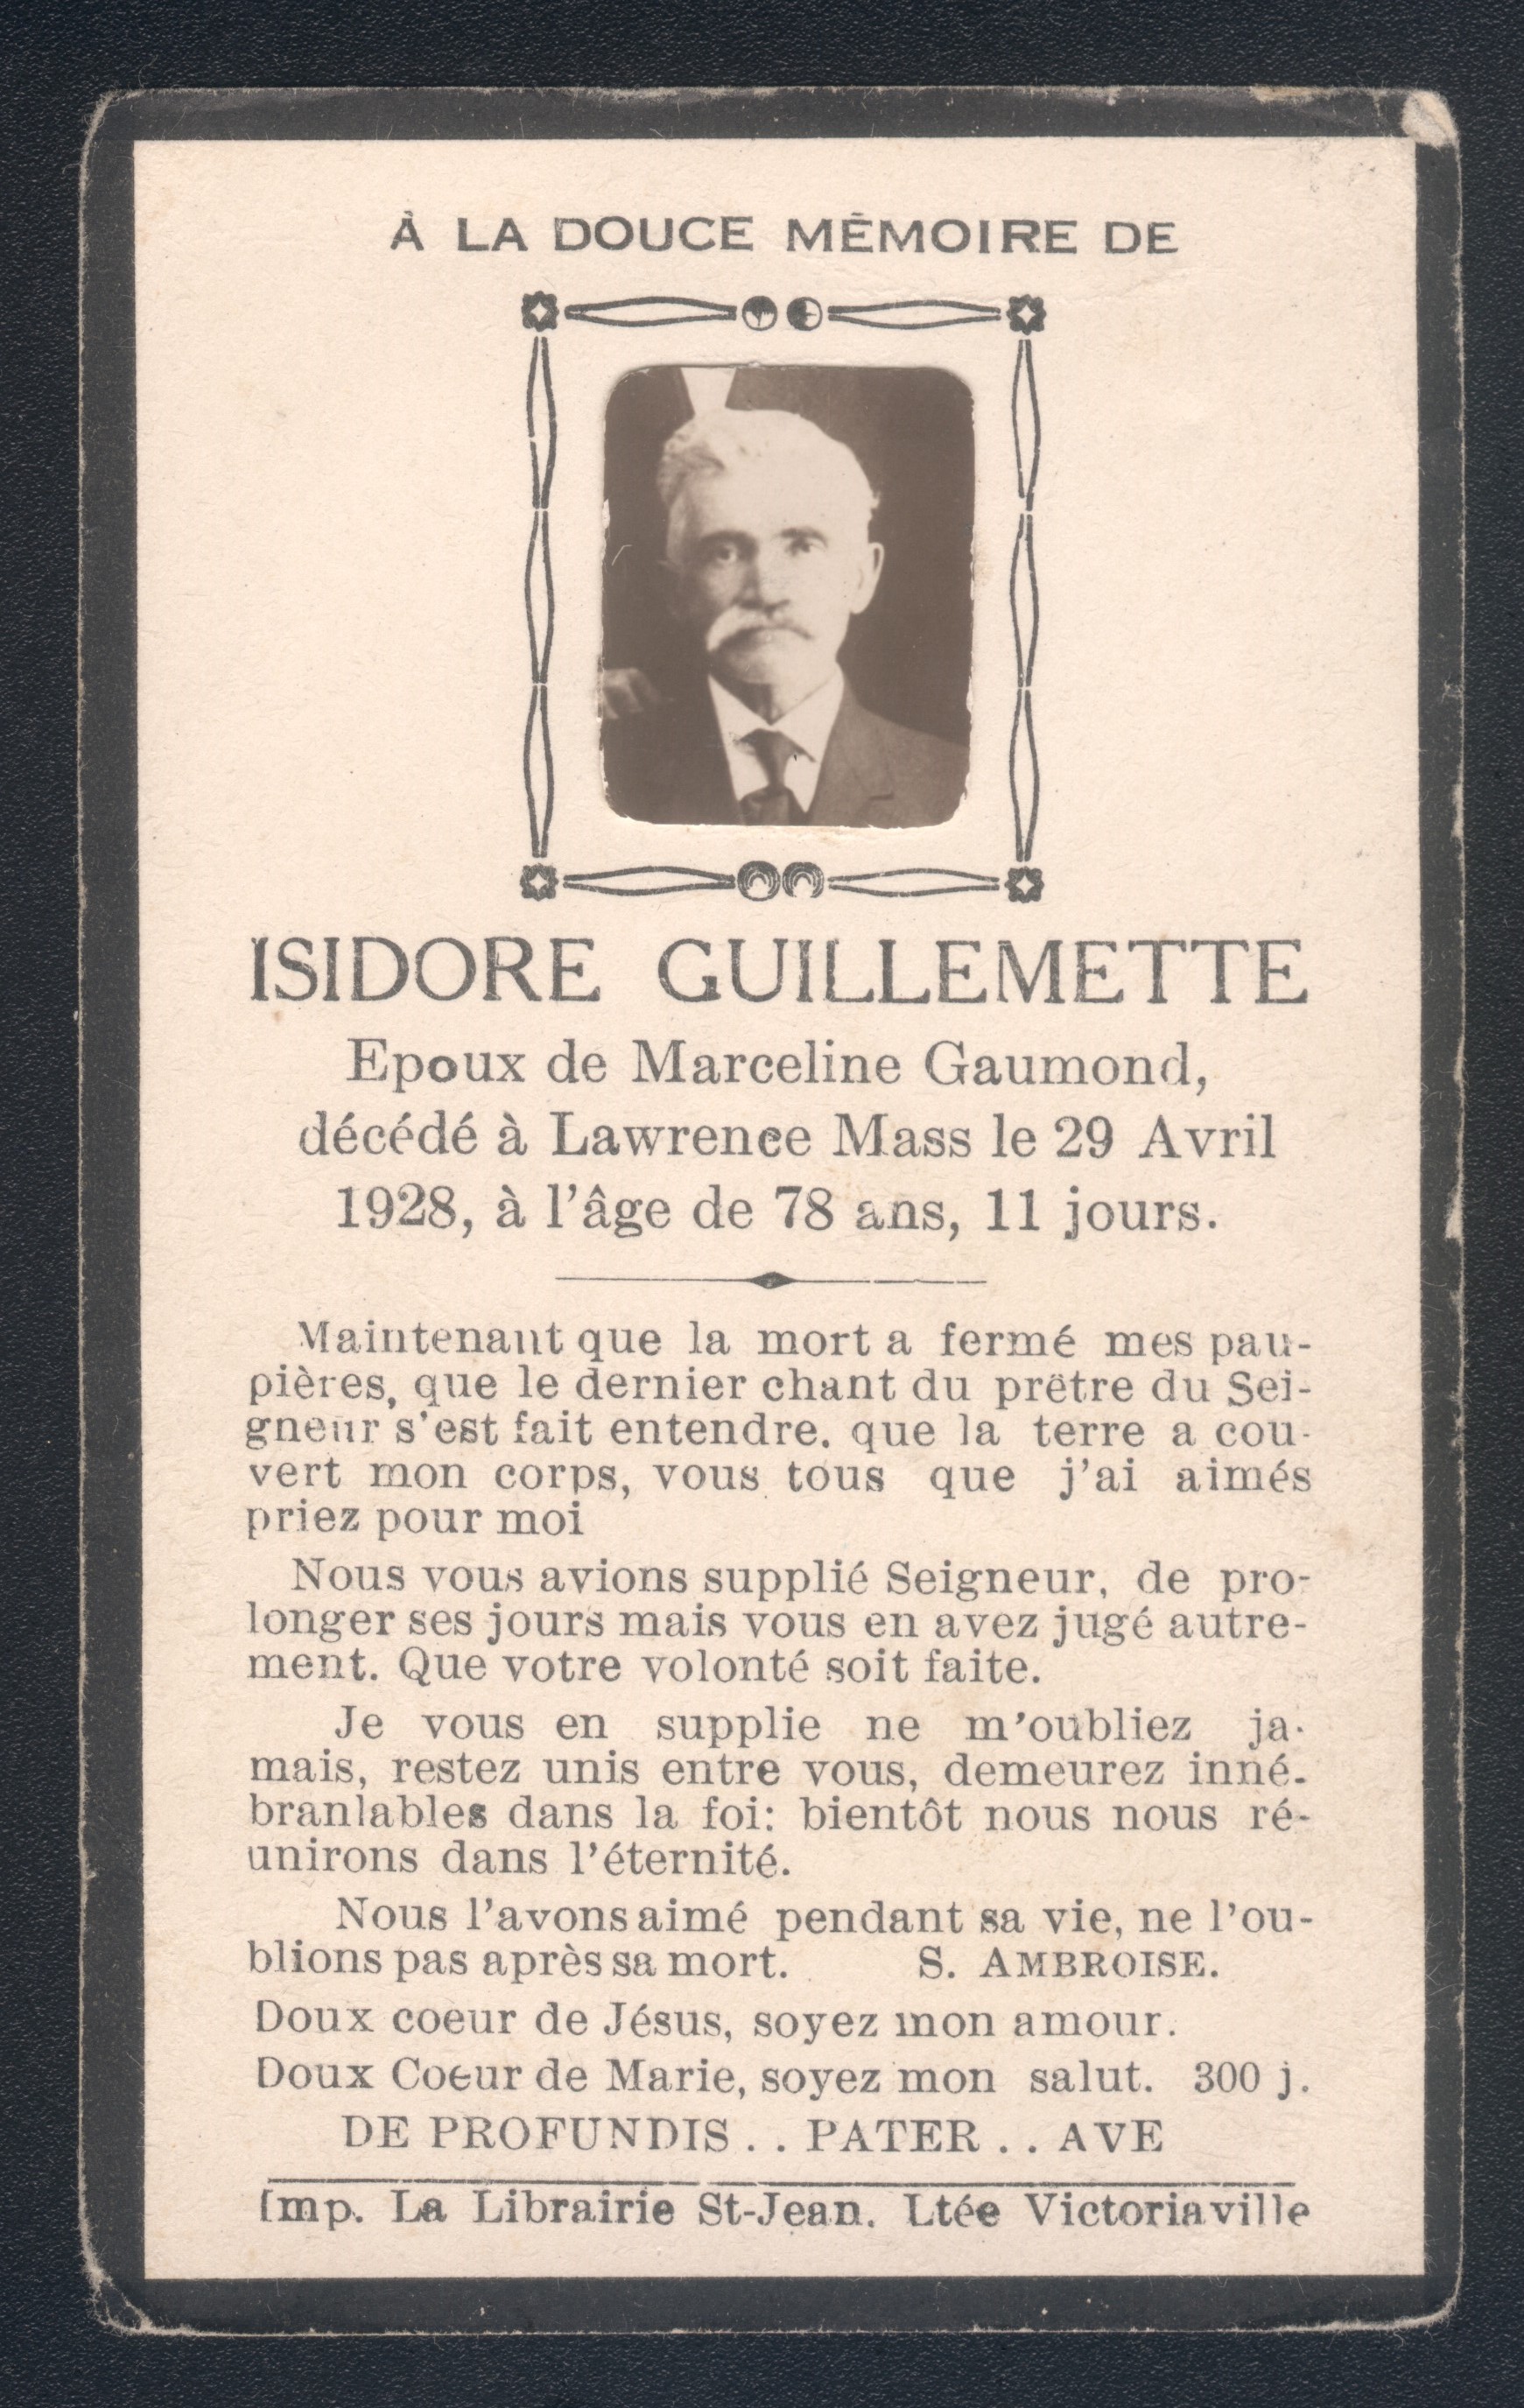 À LA DOUCE MÉMOIRE DE
ISIDORE GUILLEMETTE
Epoux de Marceline Gaumond,
décédé à Lawrence Mass le 29 Avril
1928, à l'âge de 78 ans, 11 jours.
Maintenant que la mort a fermé mes pau-
pières, que le dernier chant du prëtre du Sei-
gneur s'est fait entendre. que la terre a cou-
vert mon corps, vous tous que j'ai aimés
priez pour moi
Nous vous avions supplié Seigneur, de pro-
longer ses jours mais vous en avez jugé autre-
ment. Que votre volonté soit faite.
Je vous en supplie ne m'oubliez ja-
mais, restez unis entre vous, demeurez inné-
branlables dans la foi: bientôt nous nous ré-
unirons dans l'éternité.
Nous l'avons aimé pendant sa vie, ne l'ou-
blions pas après sa mort. S. AMBROISE.
Doux coeur de Jésus, soyez mon amour.
Doux Coeur de Marie, soyez mon salut. 300 j.
DE PROFUNDIS . . PATER . . AVE
Imp. La Librairie St-Jean. Ltée Victoriaville